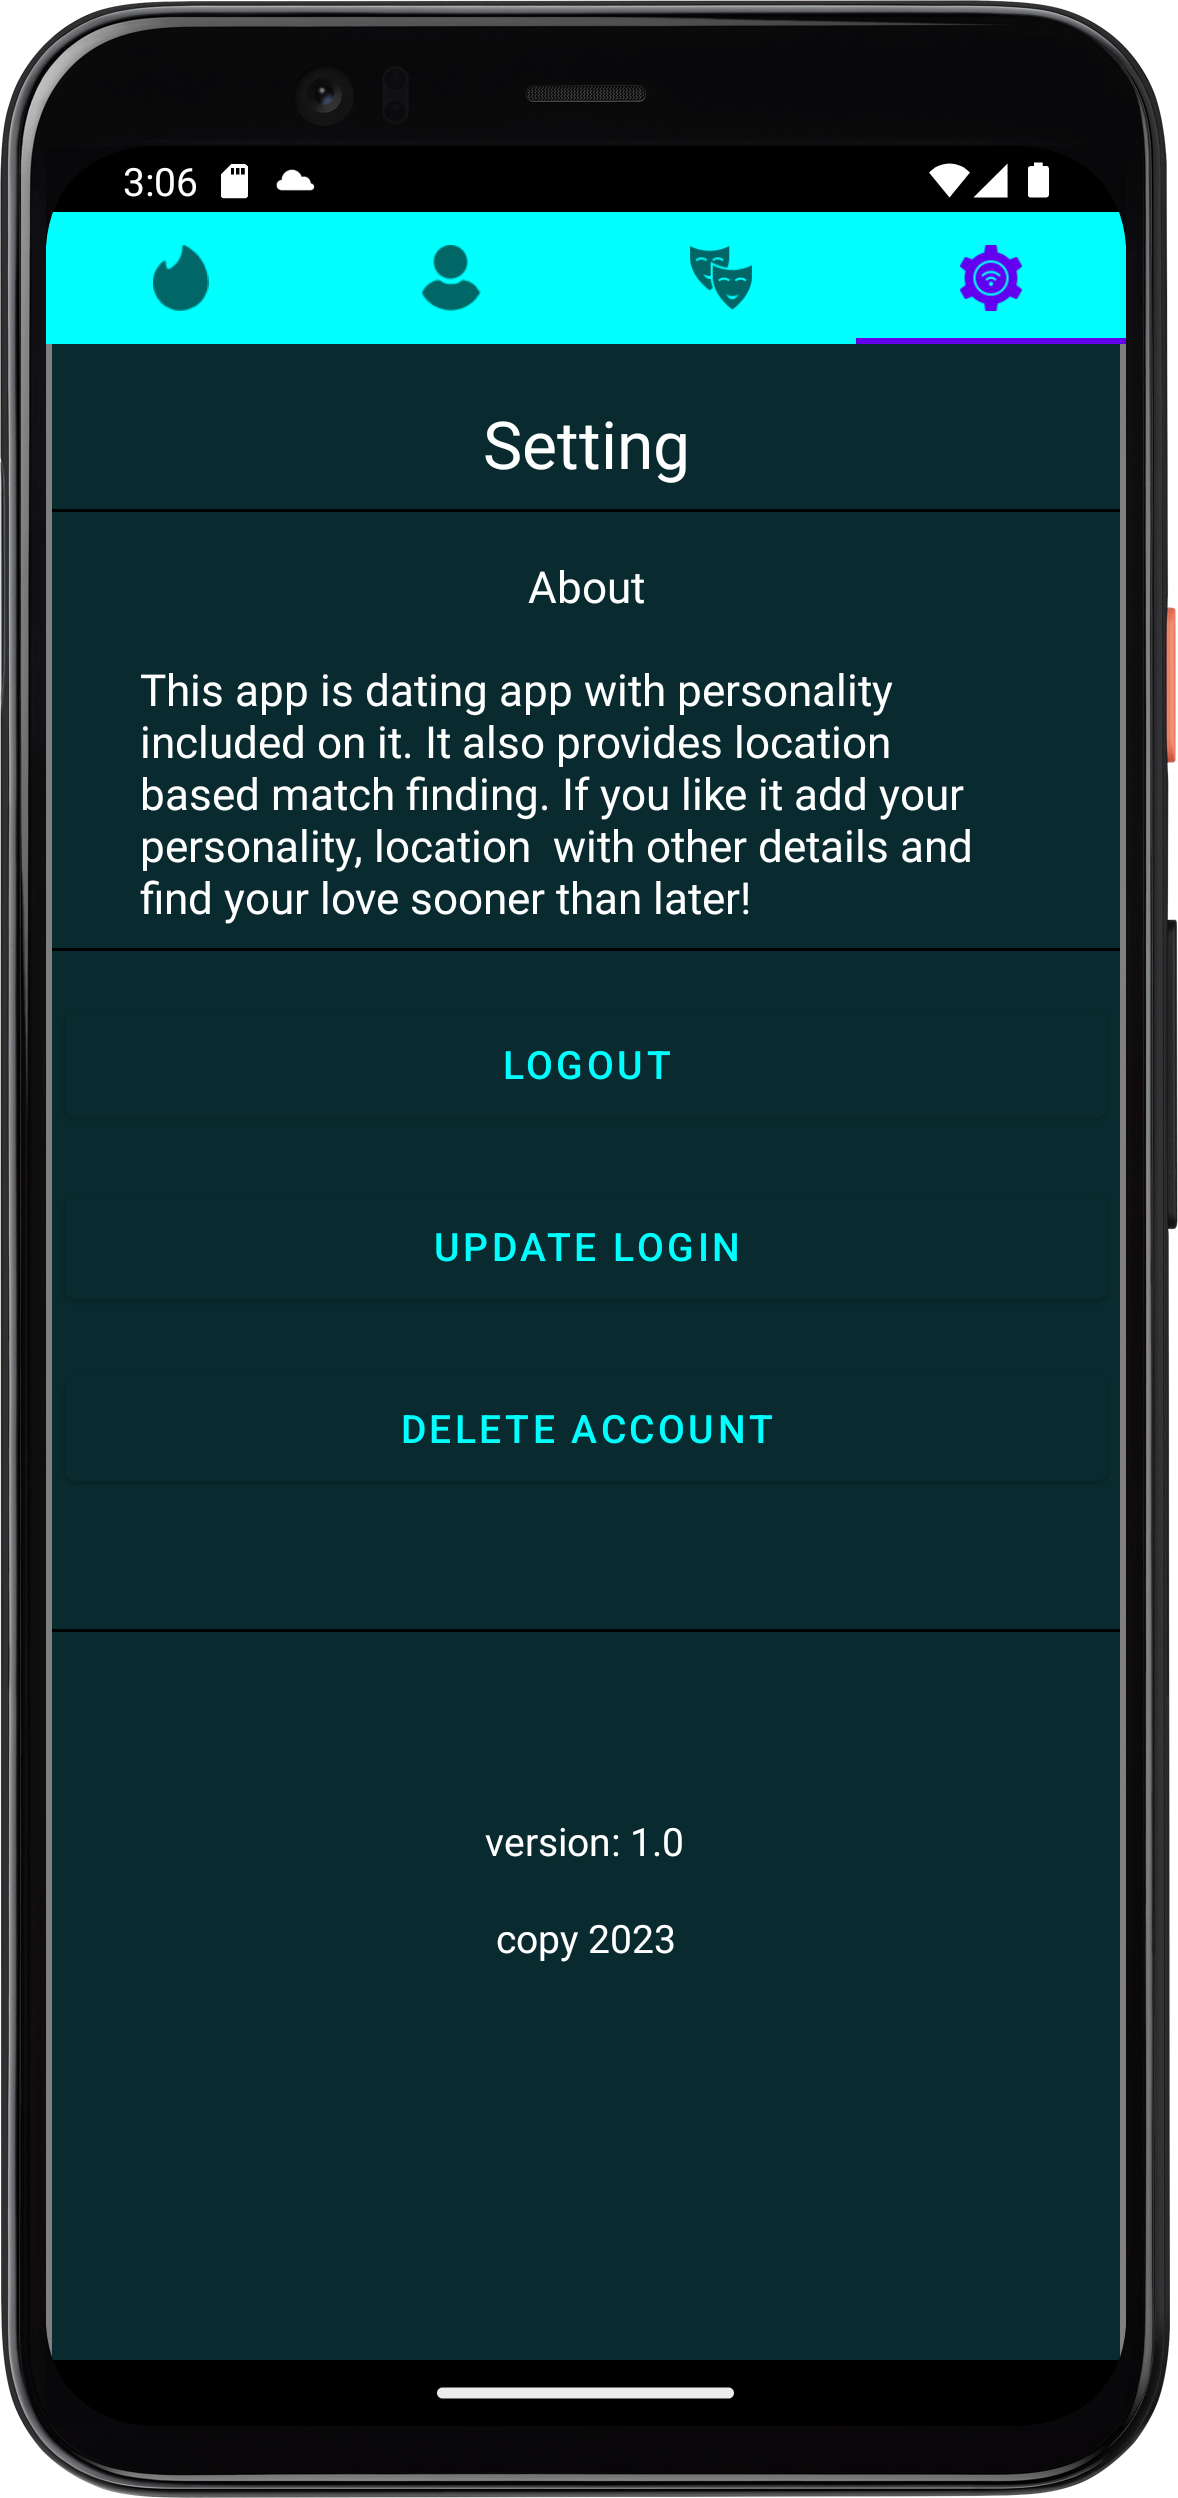 3:06
Setting
About
This app is dating app with personality
included on it. It also provides location
based match finding. If you like it add your
personality, location  with other details and
find your love sooner than later!
LOGOUT
UPDATE LOGIN
DELETE ACCOUNT
version: 1.0
copy 2023